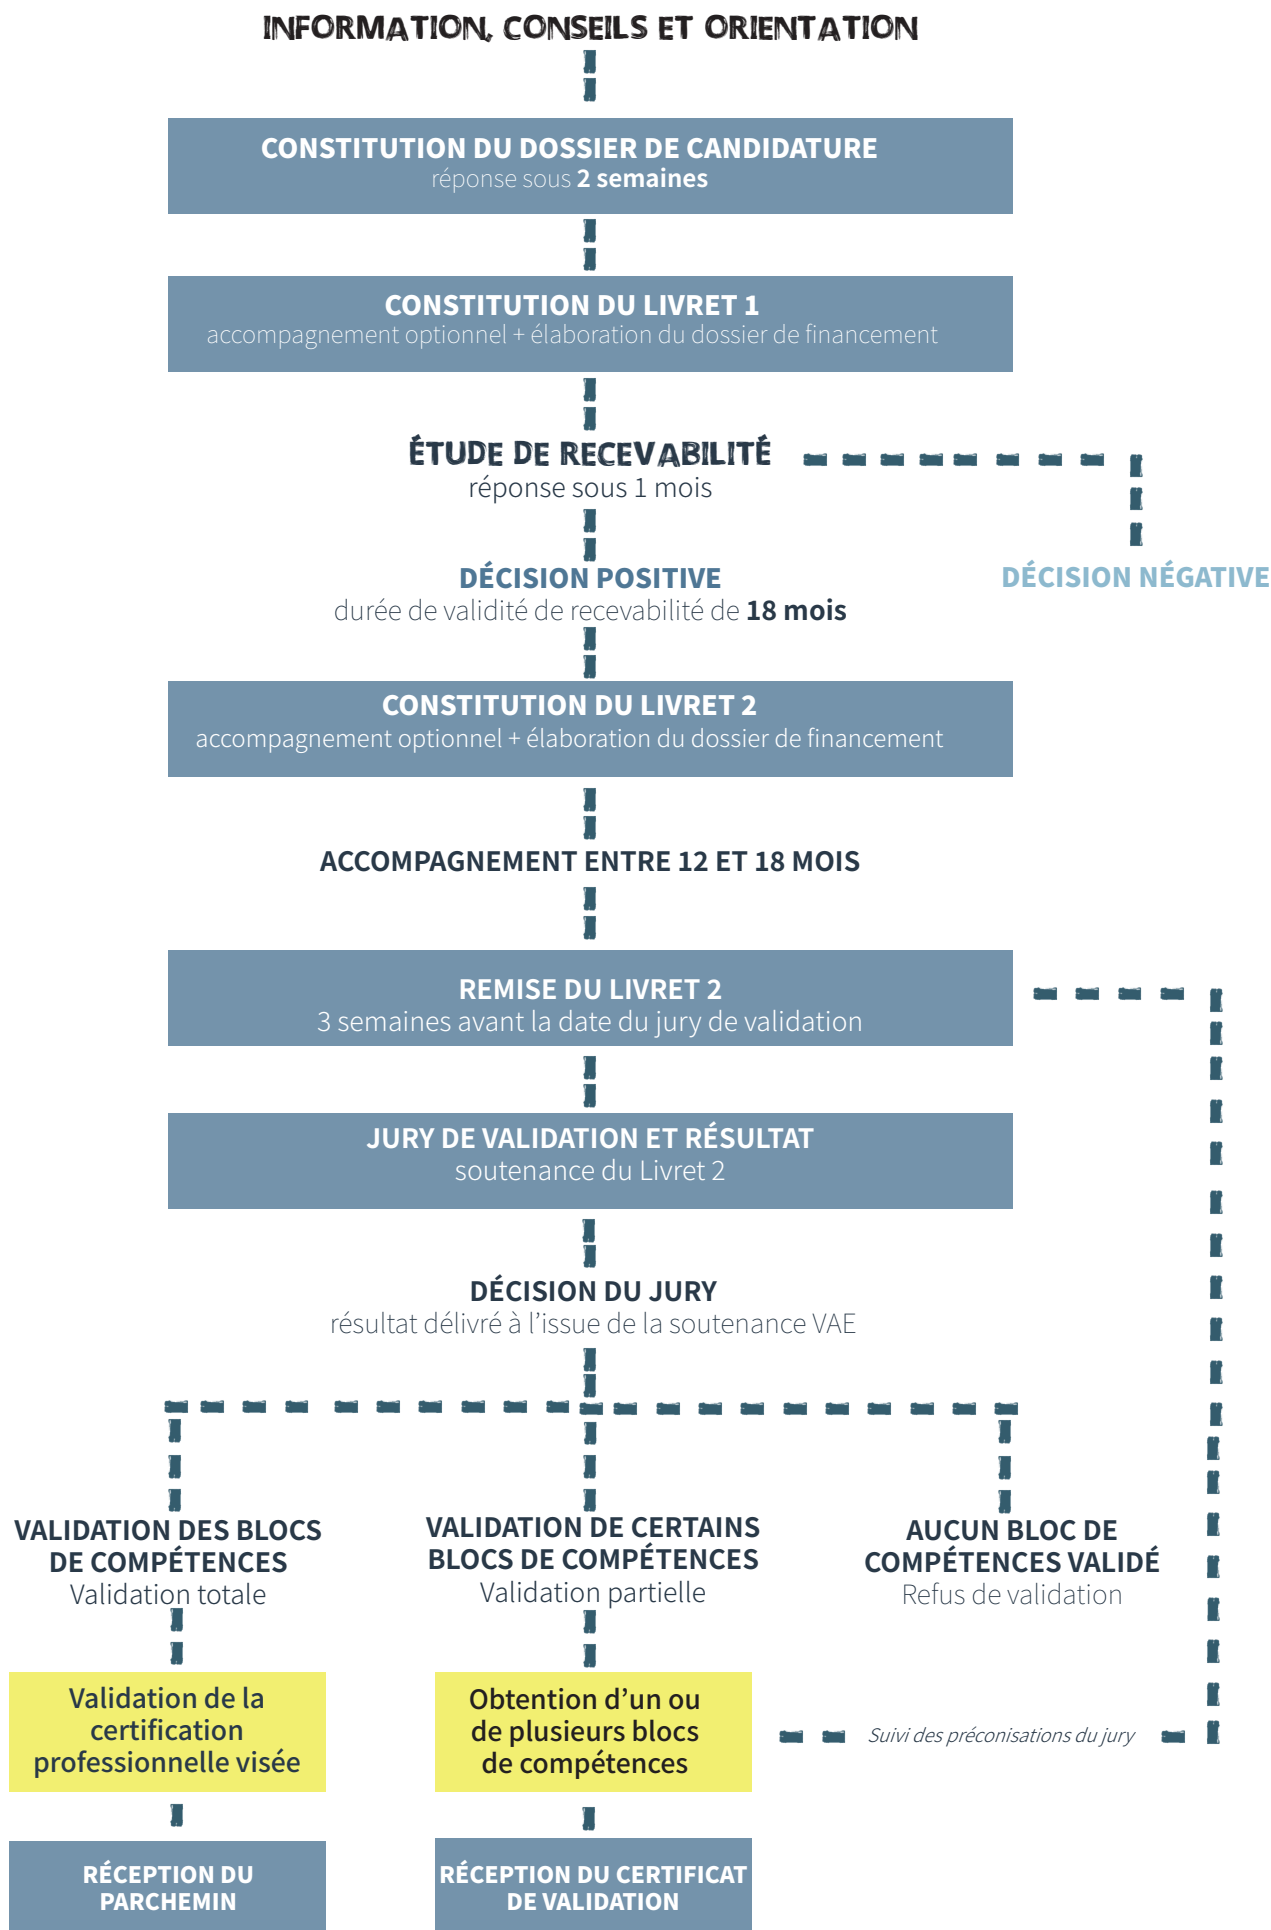 INFORMATION, CONSEILS ET ORIENTATION
CONSTITUTION DU DOSSIER DE CANDIDATURE
réponse sous 2 semaines
CONSTITUTION DU LIVRET 1
accompagnement optionnel + élaboration du dossier de financement
ÉTUDE DE RECEVABILITÉ
réponse sous 1 mois
DÉCISION POSITIVE
durée de validité de recevabilité de 18 mois
DÉCISION NÉGATIVE
CONSTITUTION DU LIVRET 2
accompagnement optionnel + élaboration du dossier de financement
ACCOMPAGNEMENT ENTRE 12 ET 18 MOIS
REMISE DU LIVRET 2
3 semaines avant la date du jury de validation
JURY DE VALIDATION ET RÉSULTAT
soutenance du Livret 2
DÉCISION DU JURY
résultat délivré à l'issue de la soutenance VAE
VALIDATION DES BLOCS
DE COMPÉTENCES
Validation totale
VALIDATION DE CERTAINS
BLOCS DE COMPÉTENCES
Validation partielle
AUCUN BLOC DE
COMPÉTENCES VALIDÉ
Refus de validation
Validation de la
certification
professionnelle visée
Obtention d'un ou
de plusieurs blocs
de compétences
Suivi des préconisations du jury
RÉCEPTION DU
PARCHEMIN
RÉCEPTION DU CERTIFICAT
DE VALIDATION